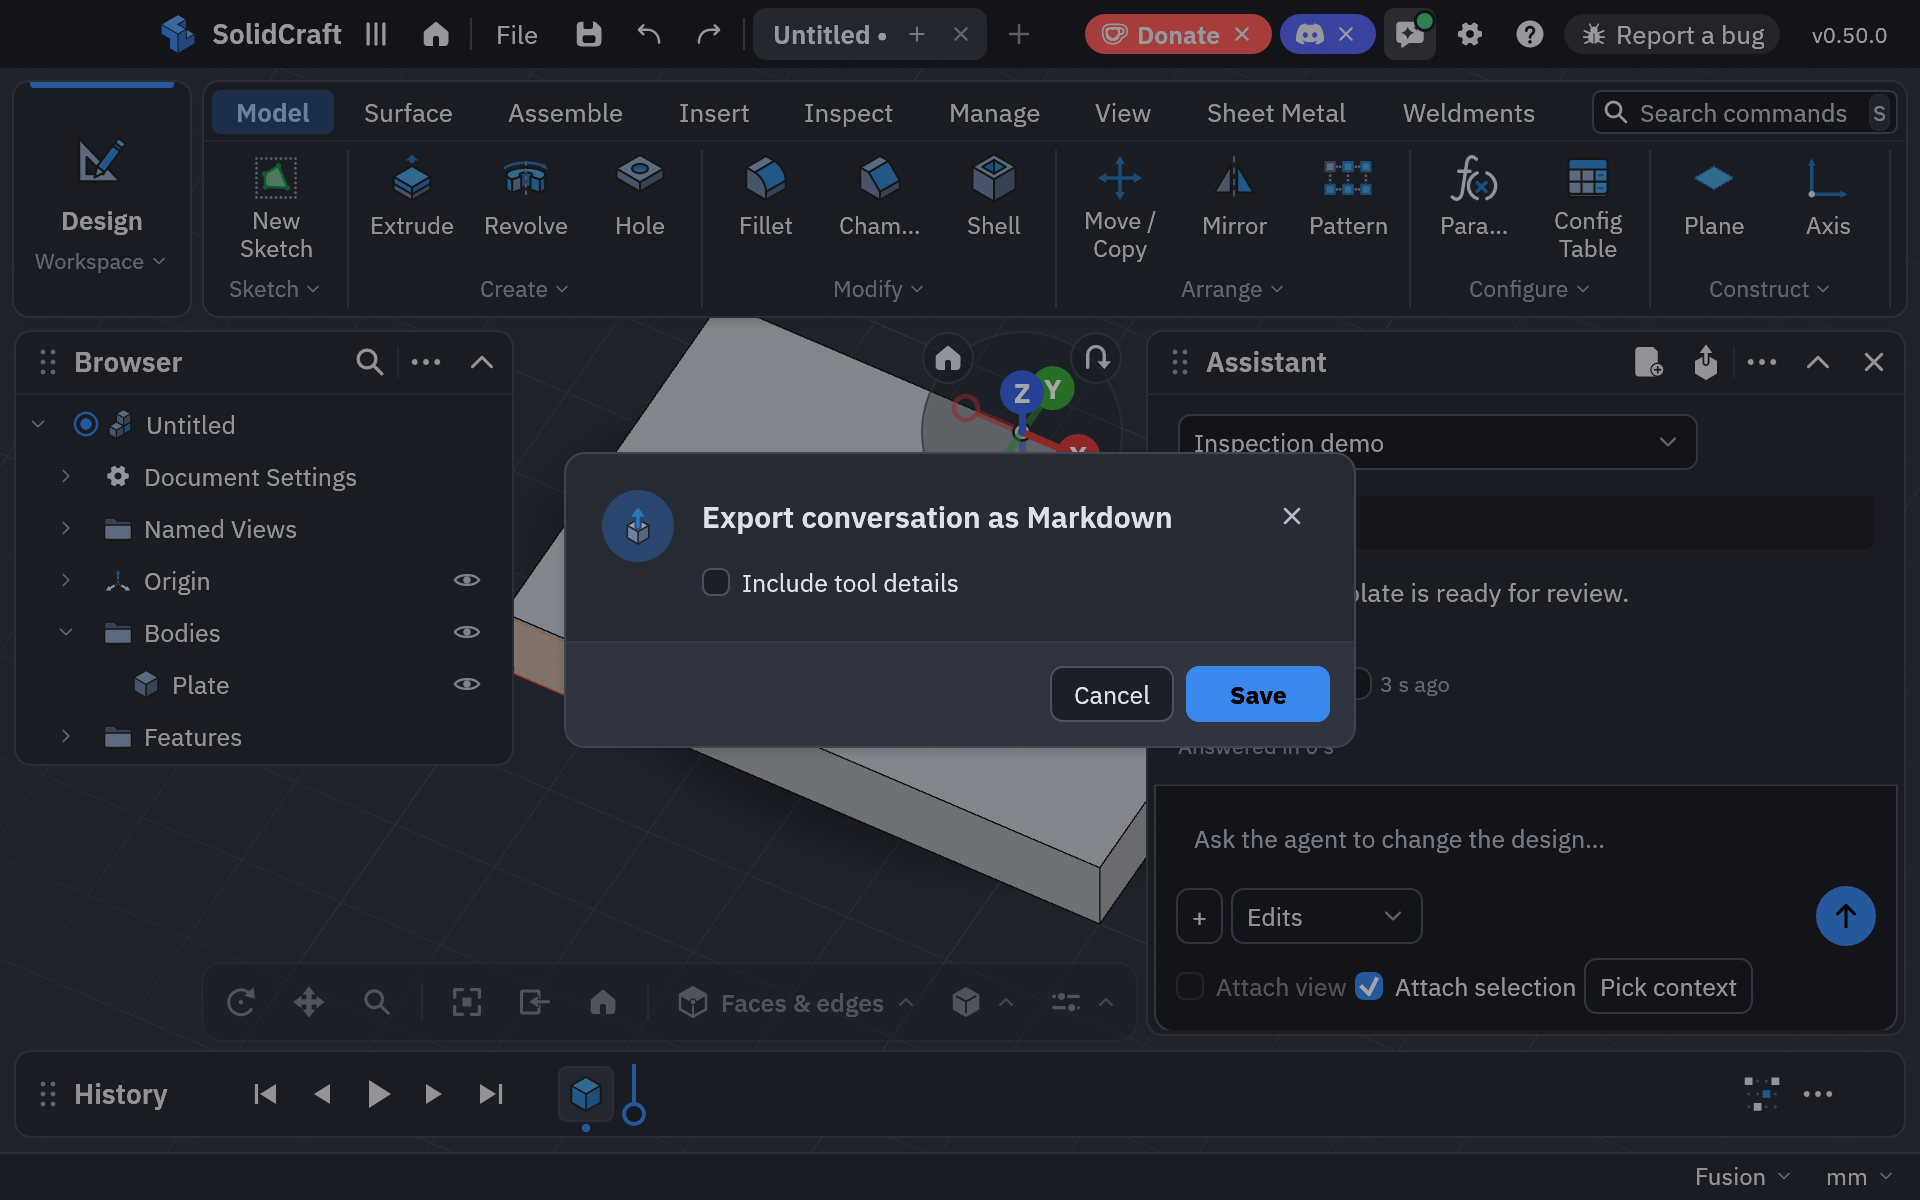 SolidCraft
File
Untitled •
Donate
Report a bug
v0.50.0
Design
Workspace
Model
Surface
Assemble
Insert
Inspect
Manage
View
Sheet Metal
Weldments
Search commands
S
New
Sketch
Extrude
Revolve
Hole
Fillet
Cham...
Shell
Move /
Copy
Mirror
Pattern
Para...
Config
Table
Plane
Axis
Sketch
Create
Modify
Arrange
Configure
Construct
Browser
Untitled
Document Settings
Named Views
Origin
Bodies
Plate
Features
Z
Y
X
Assistant
Inspection demo
late is ready for review.
3 s ago
Answered in 0 s
Export conversation as Markdown
Include tool details
Cancel
Save
Ask the agent to change the design...
+
Edits
Attach view
Attach selection
Pick context
Faces & edges
History
Fusion
mm